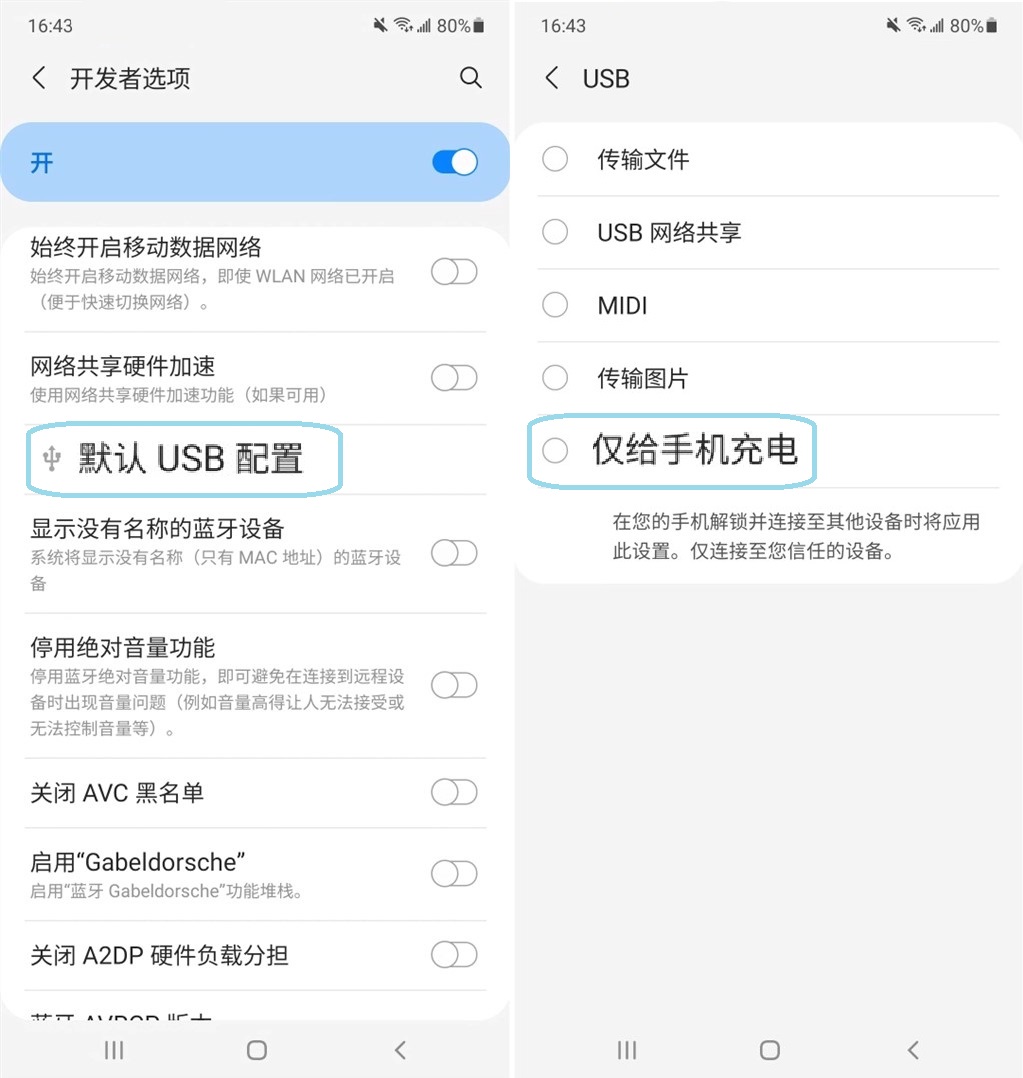 16:43
80%
开发者选项
开
始终开启移动数据网络
始终开启移动数据网络，即使 WLAN 网络已开启
（便于快速切换网络）。
网络共享硬件加速
使用网络共享硬件加速功能（如果可用）
默认 USB 配置
显示没有名称的蓝牙设备
系统将显示没有名称（只有 MAC 地址）的蓝牙设
备
停用绝对音量功能
停用蓝牙绝对音量功能，即可避免在连接到远程设
备时出现音量问题（例如音量高得让人无法接受或
无法控制音量等）。
关闭 AVC 黑名单
启用“Gabeldorsche”
启用“蓝牙 Gabeldorsche”功能堆栈。
关闭 A2DP 硬件负载分担
蓝牙 AVRCP 版本
16:43
80%
USB
传输文件
USB 网络共享
MIDI
传输图片
仅给手机充电
在您的手机解锁并连接至其他设备时将应用
此设置。仅连接至您信任的设备。